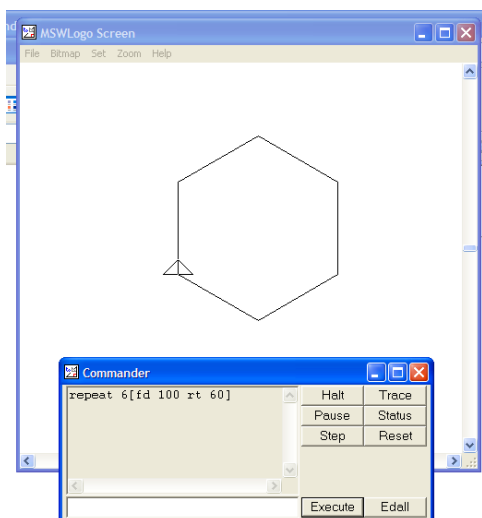 MSWLogo Screen
File Bitmap Set Zoom Help
Commander
repeat 6[fd 100 rt 60]
Halt Trace
Pause Status
Step Reset
Execute Edall